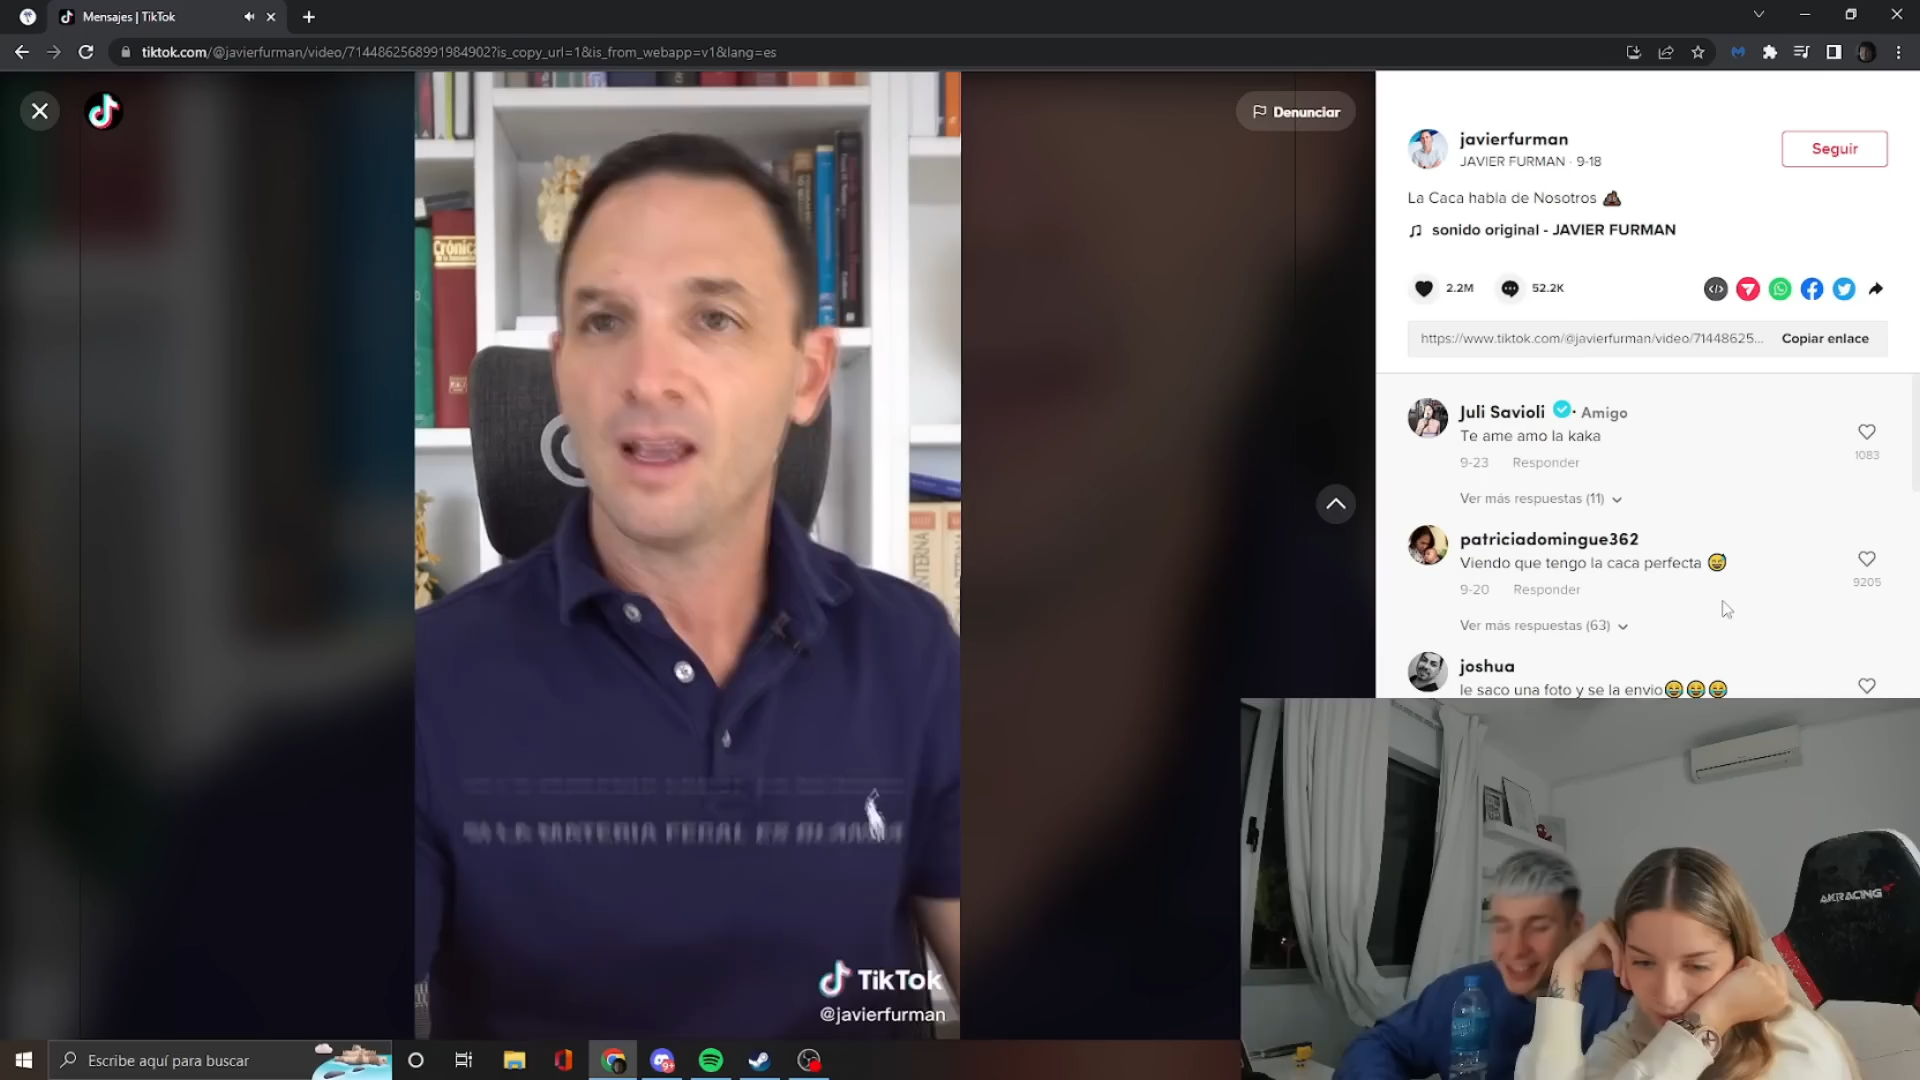 Mensajes | TikTok
tiktok.com/@javierfurman/video/7144862568991984902?is_copy_url=1&is_from_webapp=v1&lang=es
Denunciar
Crónica
TikTok
@javierfurman
javierfurman
JAVIER FURMAN · 9-18
Seguir
La Caca habla de Nosotros 💩
sonido original - JAVIER FURMAN
2.2M
52.2K
https://www.tiktok.com/@javierfurman/video/71448625...
Copiar enlace
Juli Savioli · Amigo
Te ame amo la kaka
1083
9-23 Responder
Ver más respuestas (11)
patriciadomingue362
Viendo que tengo la caca perfecta 😅
9205
9-20 Responder
Ver más respuestas (63)
joshua
le saco una foto y se la envio😂😂😂
AKRACING
Escribe aquí para buscar